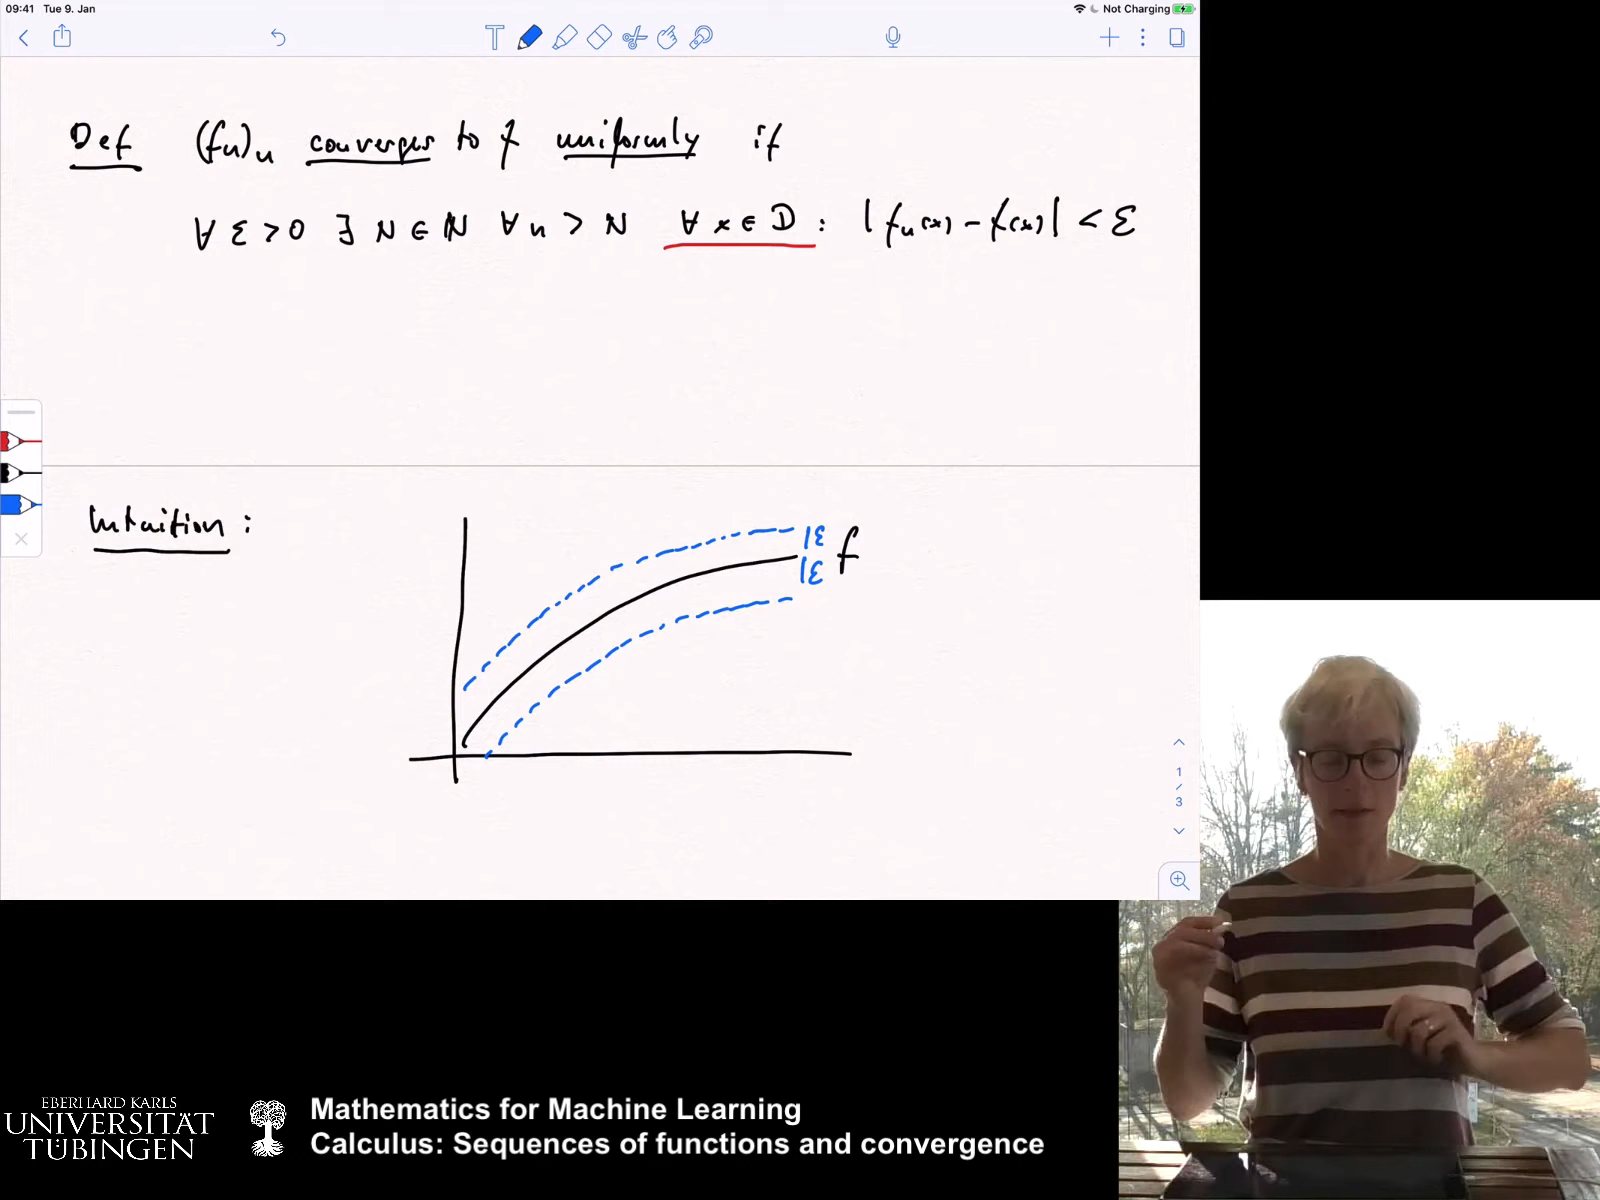 09:41 Tue 9. Jan
Not Charging
Def (fn)n converges to f uniformly if
∀ ε > 0 ∃ N ∈ ℕ ∀ n > N ∀ x ∈ D : | fn(x) - f(x) | < ε
Intuition :
ε
ε
f
1
/
3
EBERHARD KARLS
UNIVERSITÄT
TÜBINGEN
Mathematics for Machine Learning
Calculus: Sequences of functions and convergence